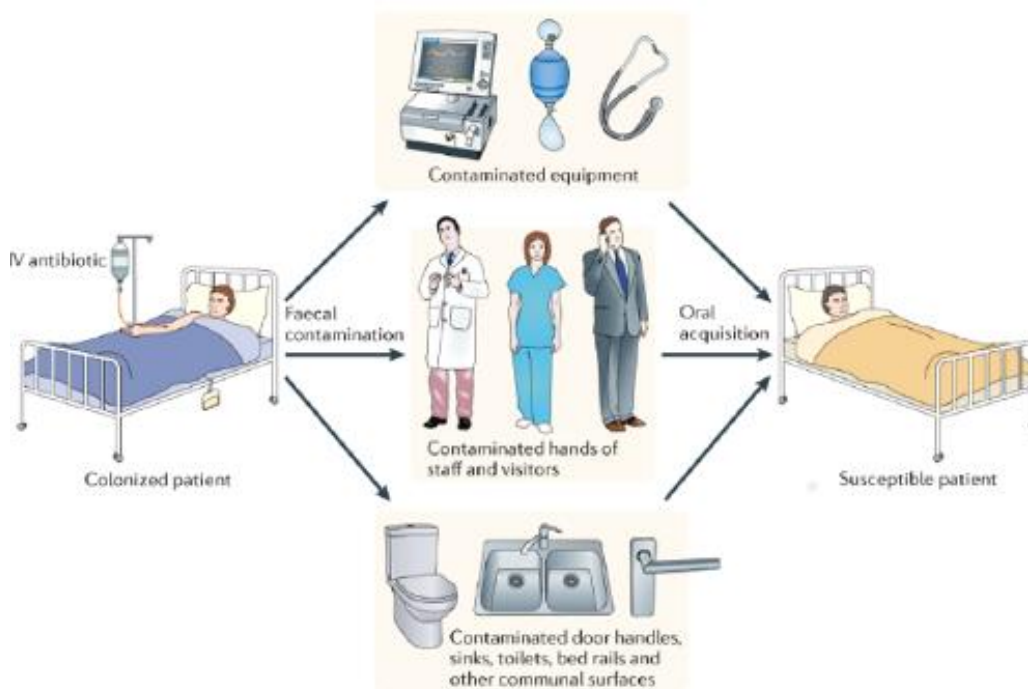 Contaminated equipment
IV antibiotic
Faecal
contamination
Oral
acquisition
Contaminated hands of
staff and visitors
Colonized patient
Susceptible patient
Contaminated door handles,
sinks, toilets, bed rails and
other communal surfaces